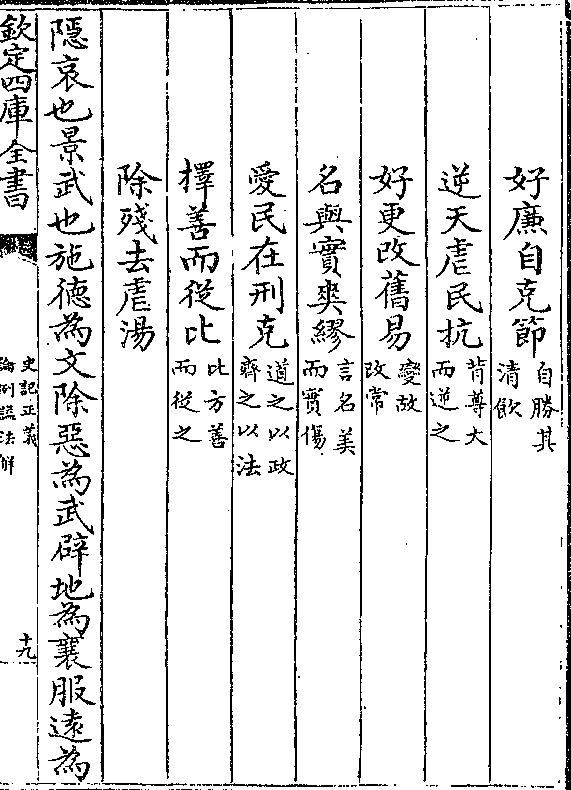 好廉自克節自勝其清飲
逆天虐民抗背尊大而逆之
好更改舊易變故改常
名與實爽繆言名美而實傷
愛民在刑克道之以政齊之以法
擇善而從比比方善而從之
除殘去虐湯
隱哀也景武也施德為文除惡為武辟地為襄服遠為
欽定四庫全書
史記正義
論例諡法解
十九